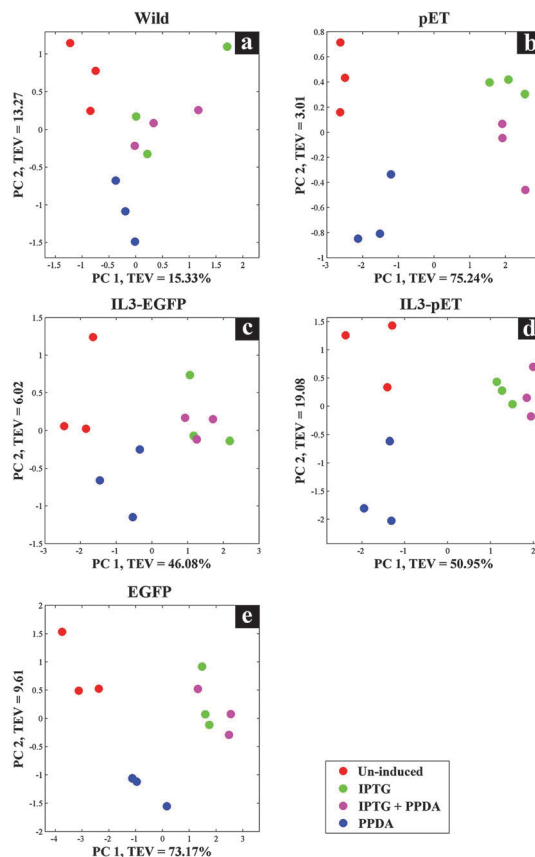 Wild
a
1
0.5
0
-0.5
-1
-1.5
PC 2, TEV = 13.27
-1.5 -1 -0.5 0 0.5 1 1.5 2
PC 1, TEV = 15.33%
pET
b
0.8
0.6
0.4
0.2
0
-0.2
-0.4
-0.6
-0.8
-1
PC 2, TEV = 3.01
-2 -1 0 1 2
PC 1, TEV = 75.24%
IL3-EGFP
c
1.5
1
0.5
0
-0.5
-1
-1.5
PC 2, TEV = 6.02
-3 -2 -1 0 1 2 3
PC 1, TEV = 46.08%
IL3-pET
d
1.5
1
0.5
0
-0.5
-1
-1.5
-2
PC 2, TEV = 19.08
-2 -1 0 1 2
PC 1, TEV = 50.95%
EGFP
e
2
1.5
1
0.5
0
-0.5
-1
-1.5
-2
PC 2, TEV = 9.61
-4 -3 -2 -1 0 1 2 3
PC 1, TEV = 73.17%
Un-induced
IPTG
IPTG + PPDA
PPDA